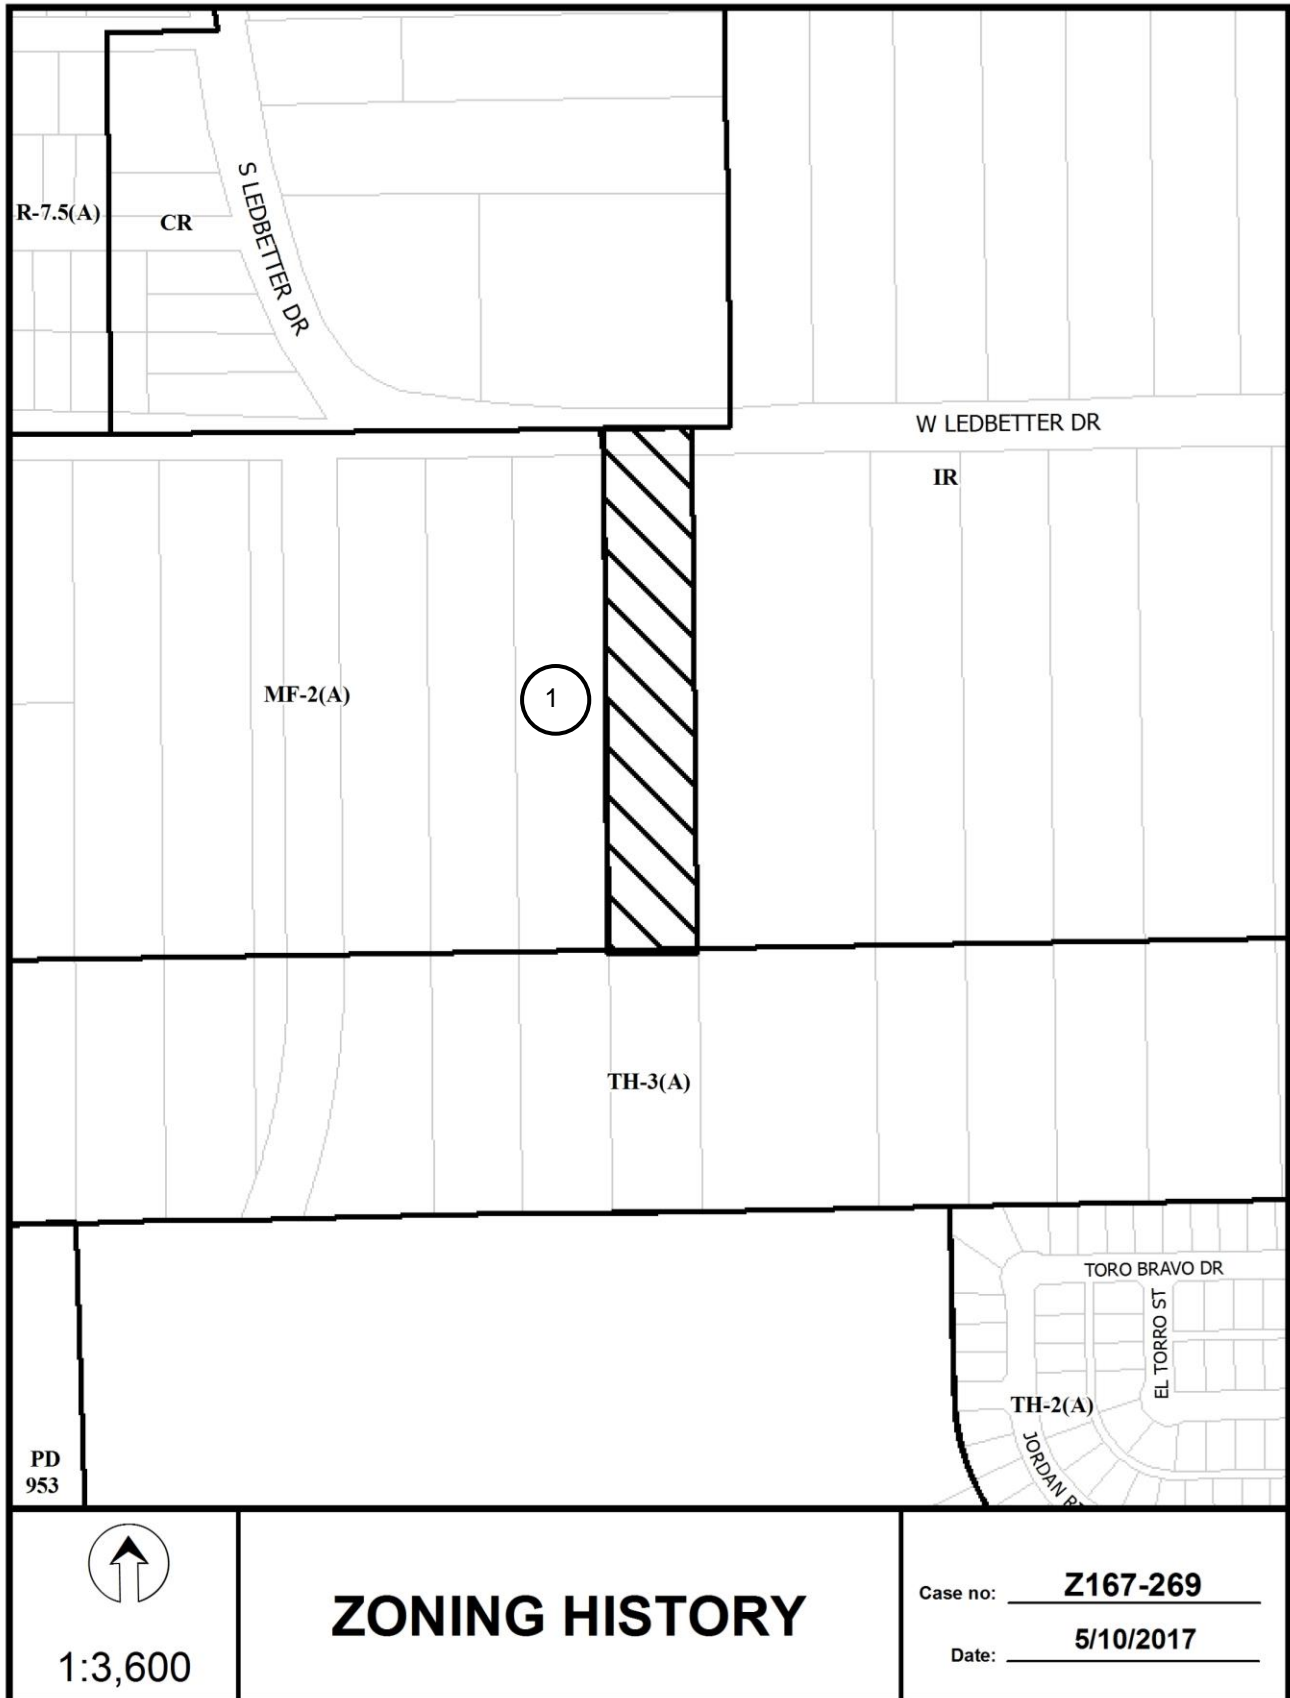 S LEDBETTER DR
R-7.5(A)
CR
W LEDBETTER DR
IR
MF-2(A)
1
TH-3(A)
TORO BRAVO DR
EL TORRO ST
TH-2(A)
JORDAN
PD
953
1:3,600
ZONING HISTORY
Case no: Z167-269
Date: 5/10/2017